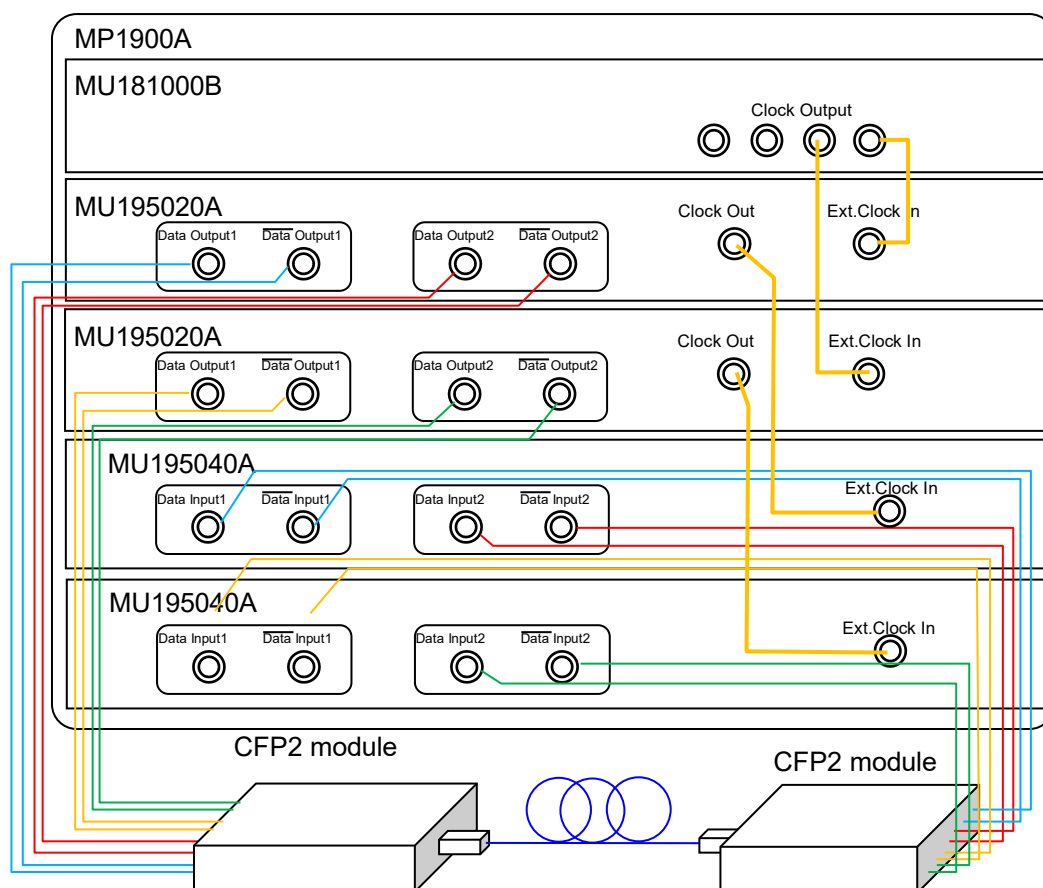 MP1900A
MU181000B
Clock Output
MU195020A
Clock Out
Ext.Clock In
Data Output1
Data Output1
Data Output2
Data Output2
MU195020A
Clock Out
Ext.Clock In
Data Output1
Data Output1
Data Output2
Data Output2
MU195040A
Ext.Clock In
Data Input1
Data Input1
Data Input2
Data Input2
MU195040A
Ext.Clock In
Data Input1
Data Input1
Data Input2
Data Input2
CFP2 module
CFP2 module